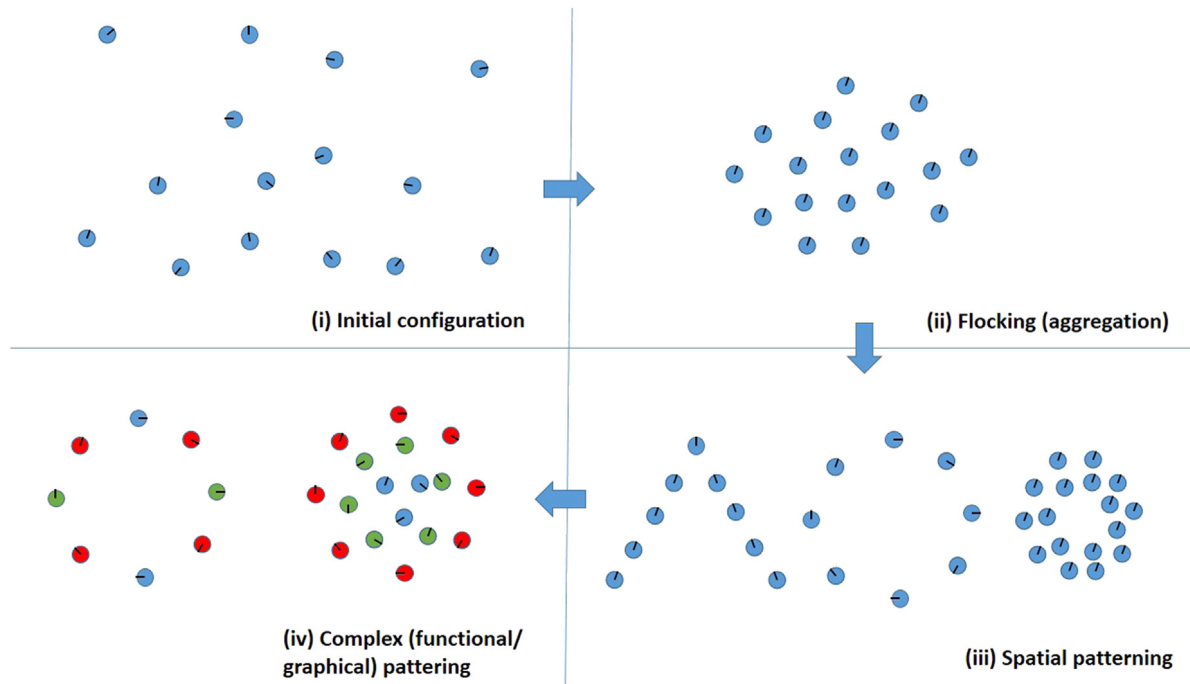 (i) Initial configuration
(ii) Flocking (aggregation)
(iv) Complex (functional/
graphical) pattering
(iii) Spatial patterning